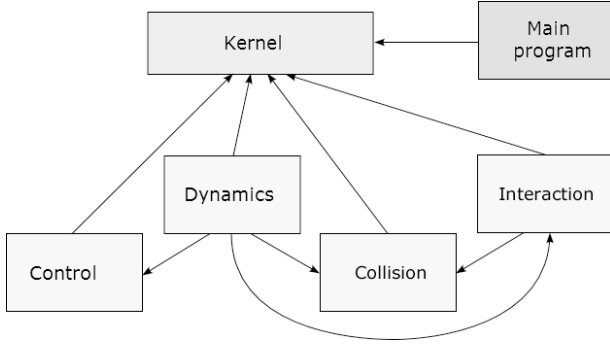 Kernel
Main
program
Dynamics
Interaction
Control
Collision